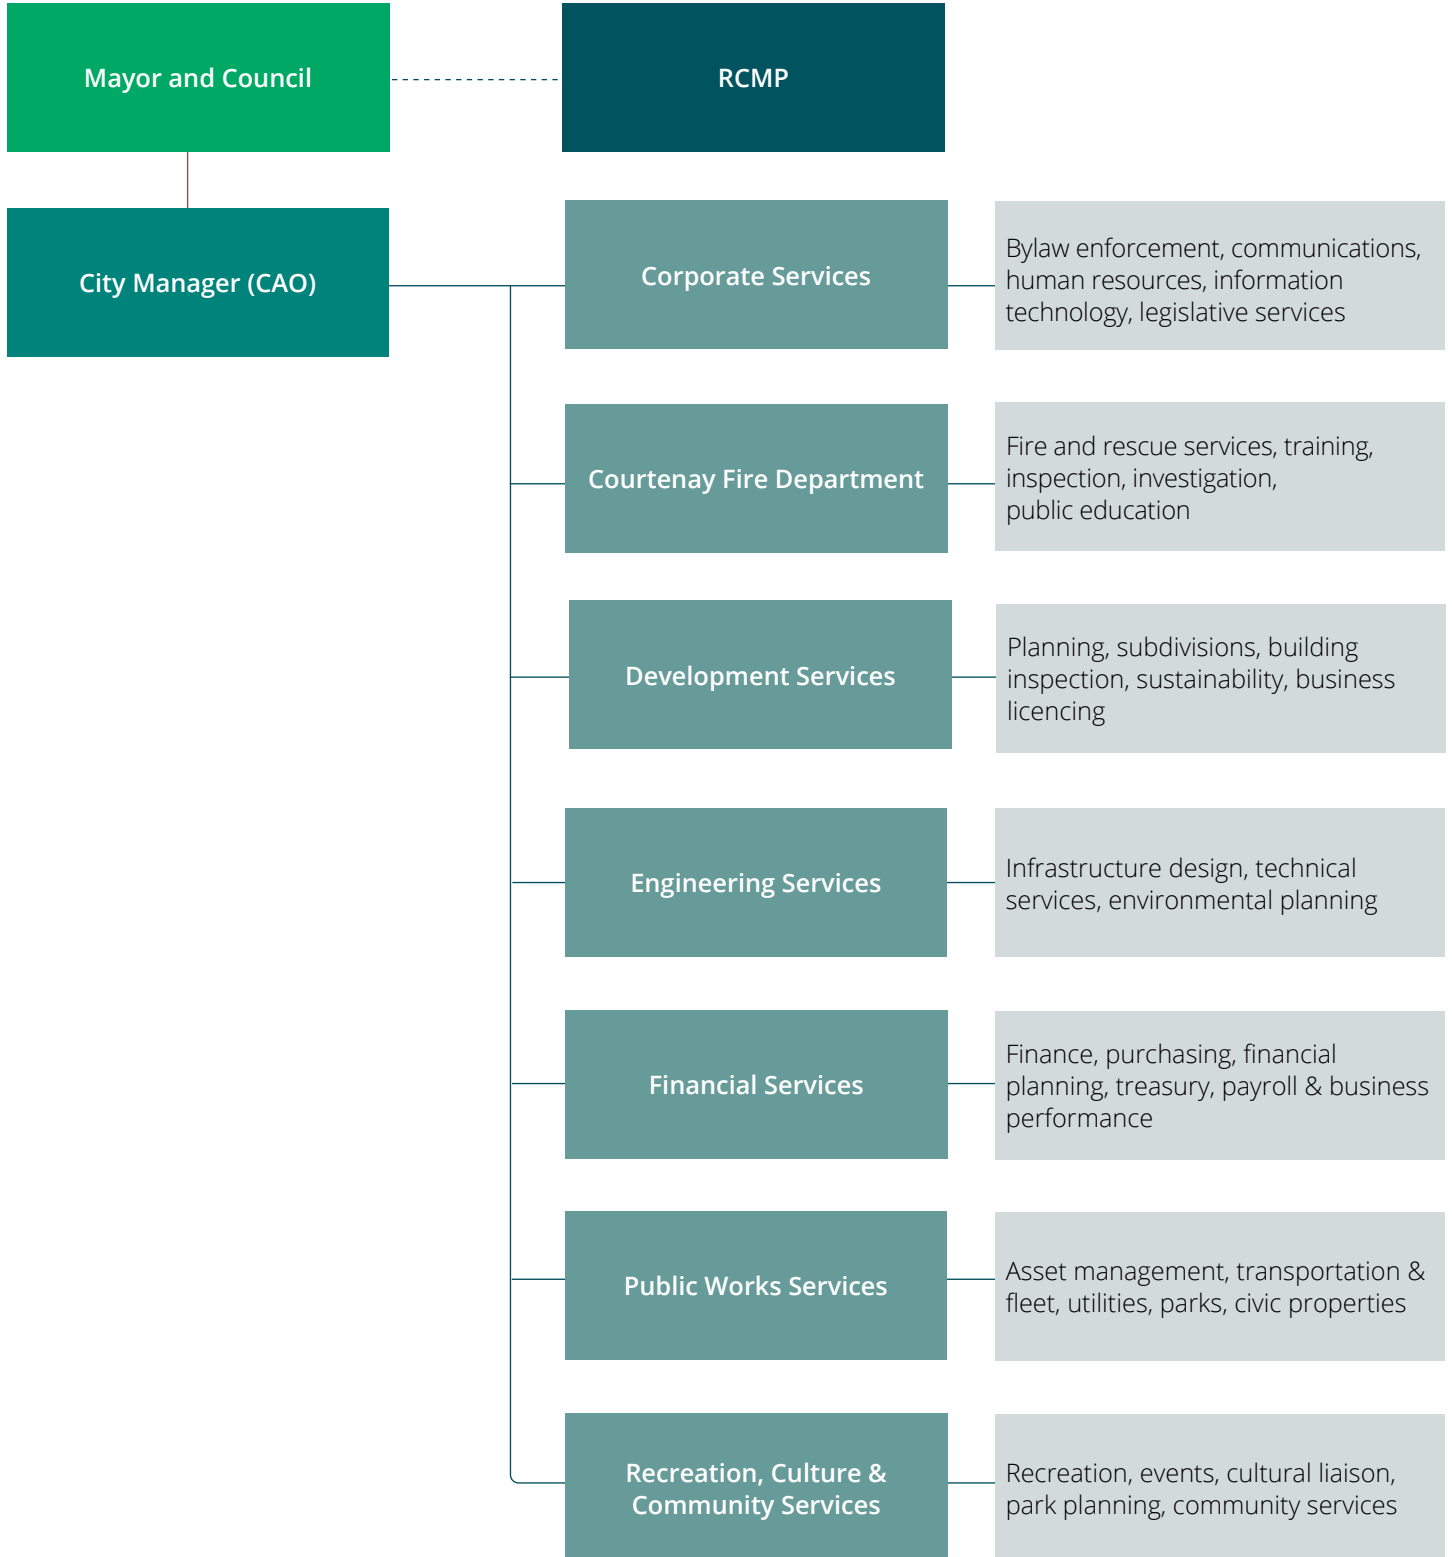 Mayor and Council
RCMP
City Manager (CAO)
Corporate Services
Bylaw enforcement, communications,
human resources, information
technology, legislative services
Courtenay Fire Department
Fire and rescue services, training,
inspection, investigation,
public education
Development Services
Planning, subdivisions, building
inspection, sustainability, business
licencing
Engineering Services
Infrastructure design, technical
services, environmental planning
Financial Services
Finance, purchasing, financial
planning, treasury, payroll & business
performance
Public Works Services
Asset management, transportation &
fleet, utilities, parks, civic properties
Recreation, Culture &
Community Services
Recreation, events, cultural liaison,
park planning, community services